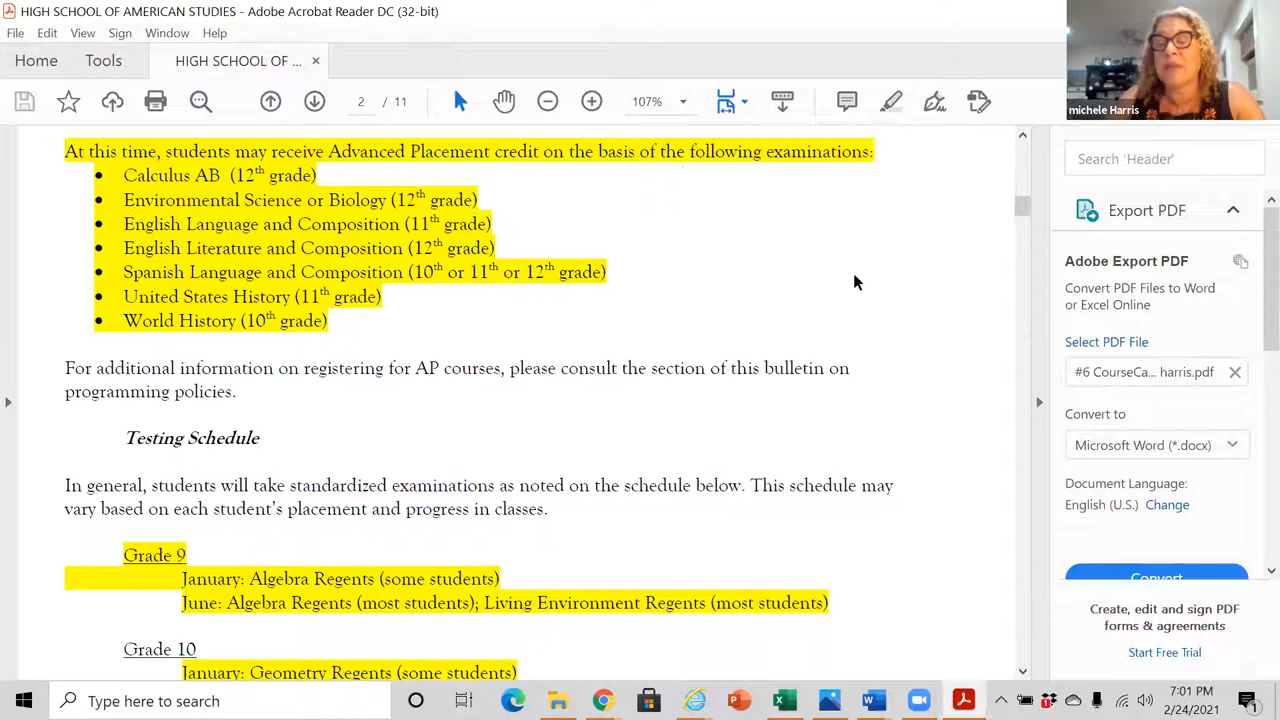 HIGH SCHOOL OF AMERICAN STUDIES - Adobe Acrobat Reader DC (32-bit)
File Edit View Sign Window Help
Home Tools HIGH SCHOOL OF ... ×
2 / 11 107%
michele Harris
At this time, students may receive Advanced Placement credit on the basis of the following examinations:
• Calculus AB (12th grade)
• Environmental Science or Biology (12th grade)
• English Language and Composition (11th grade)
• English Literature and Composition (12th grade)
• Spanish Language and Composition (10th or 11th or 12th grade)
• United States History (11th grade)
• World History (10th grade)
For additional information on registering for AP courses, please consult the section of this bulletin on
programming policies.
Testing Schedule
In general, students will take standardized examinations as noted on the schedule below. This schedule may
vary based on each student's placement and progress in classes.
Grade 9
January: Algebra Regents (some students)
June: Algebra Regents (most students); Living Environment Regents (most students)
Grade 10
January: Geometry Regents (some students)
Search 'Header'
Export PDF
Adobe Export PDF
Convert PDF Files to Word
or Excel Online
Select PDF File
#6 CourseCa... harris.pdf
Convert to
Microsoft Word (*.docx)
Document Language:
English (U.S.) Change
Convert
Create, edit and sign PDF
forms & agreements
Start Free Trial
Type here to search
7:01 PM
2/24/2021